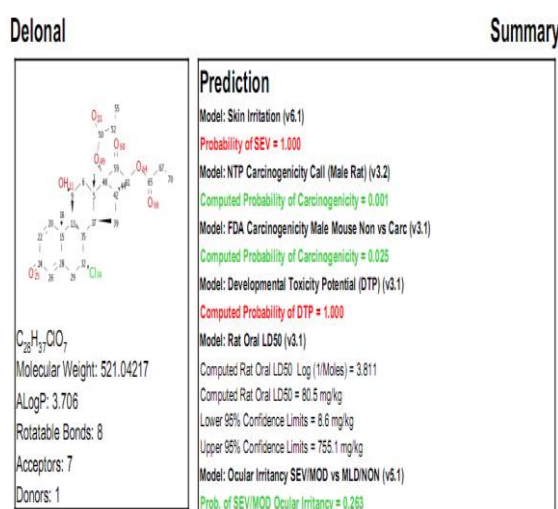 Delonal
Summary
C28H37ClO7
Molecular Weight: 521.04217
ALogP: 3.706
Rotatable Bonds: 8
Acceptors: 7
Donors: 1
Prediction
Model: Skin Irritation (v6.1)
Probability of SEV = 1.000
Model: NTP Carcinogenicity Call (Male Rat) (v3.2)
Computed Probability of Carcinogenicity = 0.001
Model: FDA Carcinogenicity Male Mouse Non vs Carc (v3.1)
Computed Probability of Carcinogenicity = 0.025
Model: Developmental Toxicity Potential (DTP) (v3.1)
Computed Probability of DTP = 1.000
Model: Rat Oral LD50 (v3.1)
Computed Rat Oral LD50 Log (1/Moles) = 3.811
Computed Rat Oral LD50 = 80.5 mg/kg
Lower 95% Confidence Limits = 8.6 mg/kg
Upper 95% Confidence Limits = 755.1 mg/kg
Model: Ocular Irritancy SEV/MOD vs MLD/NON (v5.1)
Prob. of SEV/MOD Ocular Irritance = 0.263